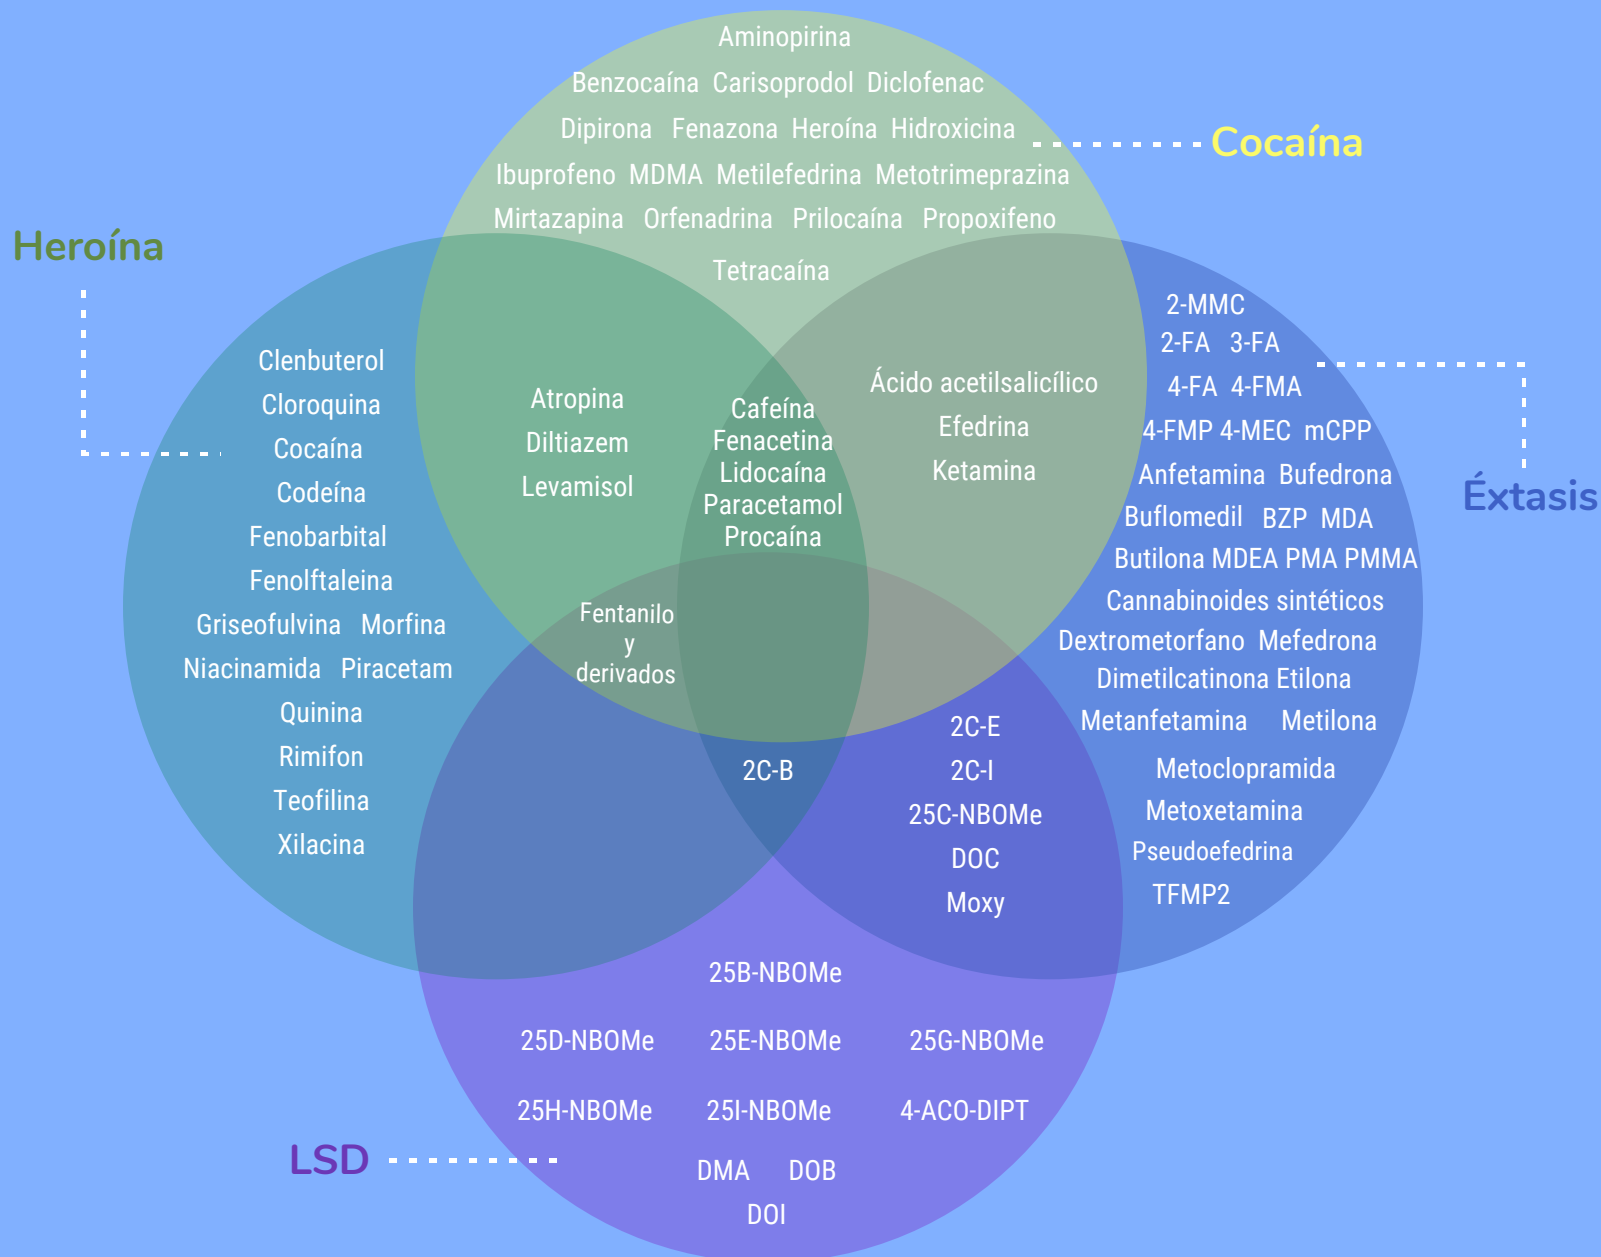 Aminopirina
Benzocaína Carisoprodol Diclofenac
Dipirona Fenazona Heroína Hidroxicina
Ibuprofeno MDMA Metilefedrina Metotrimeprazina
Mirtazapina Orfenadrina Prilocaína Propoxifeno
Tetracaína
Cocaína
Heroína
Clenbuterol
Cloroquina
Cocaína
Codeína
Fenobarbital
Fenolftaleina
Griseofulvina Morfina
Niacinamida Piracetam
Quinina
Rimifon
Teofilina
Xilacina
Atropina
Diltiazem
Levamisol
Cafeína
Fenacetina
Lidocaína
Paracetamol
Procaína
Ácido acetilsalicílico
Efedrina
Ketamina
2-MMC
2-FA 3-FA
4-FA 4-FMA
4-FMP 4-MEC mCPP
Anfetamina Bufedrona
Buflomedil BZP MDA
Butilona MDEA PMA PMMA
Cannabinoides sintéticos
Dextrometorfano Mefedrona
Dimetilcatinona Etilona
Metanfetamina Metilona
Metoclopramida
Metoxetamina
Pseudoefedrina
TFMP2
Éxtasis
Fentanilo
y
derivados
2C-B
2C-E
2C-I
25C-NBOMe
DOC
Moxy
25B-NBOMe
25D-NBOMe 25E-NBOMe 25G-NBOMe
25H-NBOMe 25I-NBOMe 4-ACO-DIPT
DMA DOB
DOI
LSD